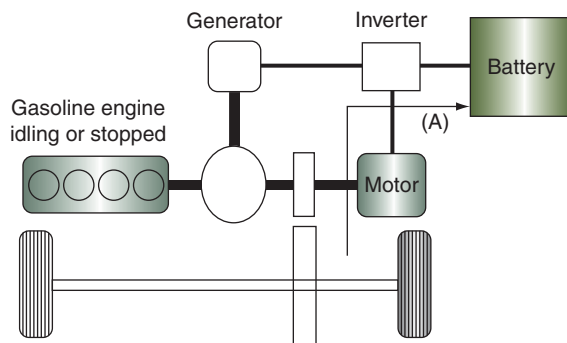 Generator
Inverter
Battery
Gasoline engine
idling or stopped
(A)
Motor